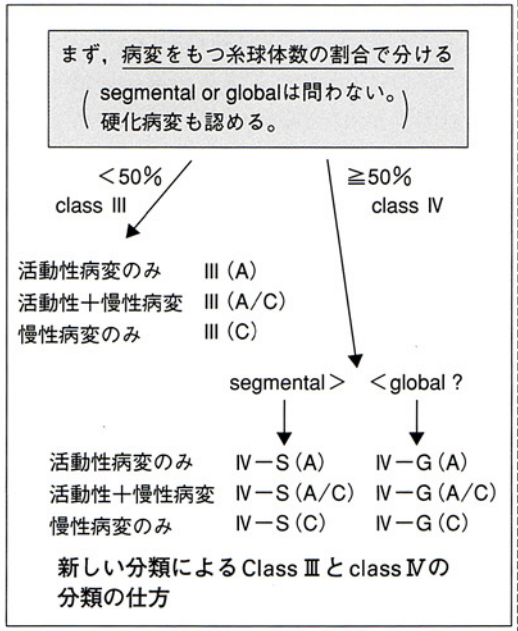 まず，病変をもつ糸球体数の割合で分ける
(segmental or globalは問わない。
硬化病変も認める。)
＜50％
class Ⅲ
≧50％
class Ⅳ
活動性病変のみ Ⅲ(A)
活動性＋慢性病変 Ⅲ(A/C)
慢性病変のみ Ⅲ(C)
segmental＞ ＜global？
活動性病変のみ Ⅳ－S(A) Ⅳ－G(A)
活動性＋慢性病変 Ⅳ－S(A/C) Ⅳ－G(A/C)
慢性病変のみ Ⅳ－S(C) Ⅳ－G(C)
新しい分類によるClass Ⅲとclass Ⅳの
分類の仕方